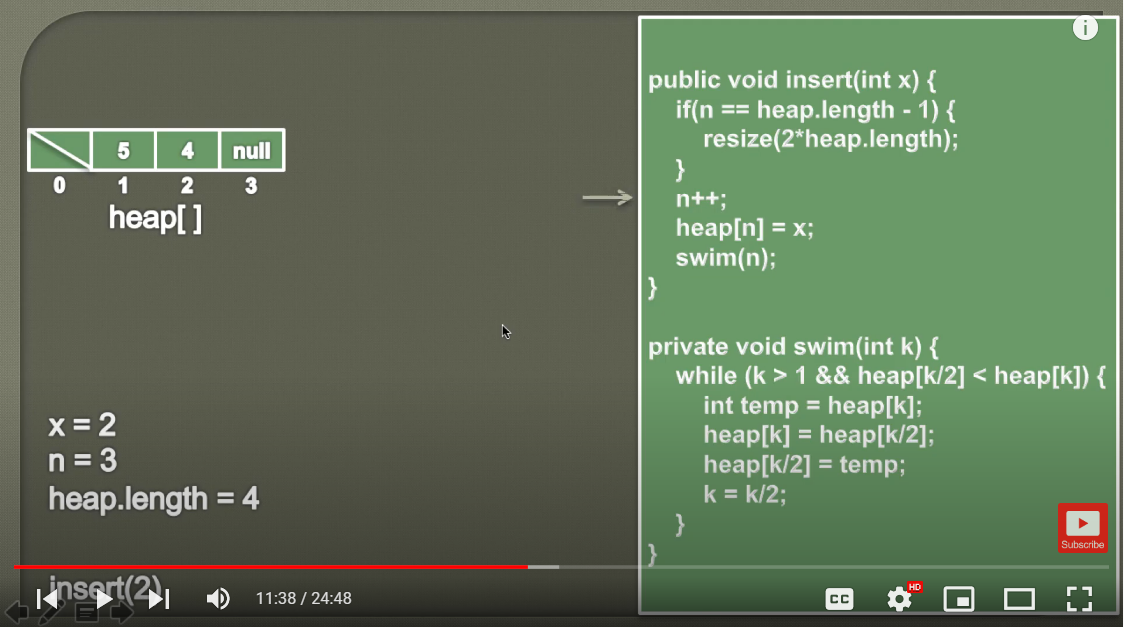 5 4 null
0 1 2 3
heap[ ]
x = 2
n = 3
heap.length = 4
insert(2)
public void insert(int x) {
if(n == heap.length - 1) {
resize(2*heap.length);
}
n++;
heap[n] = x;
swim(n);
}
private void swim(int k) {
while (k > 1 && heap[k/2] < heap[k]) {
int temp = heap[k];
heap[k] = heap[k/2];
heap[k/2] = temp;
k = k/2;
}
}
i
Subscribe
11:38 / 24:48
CC
HD